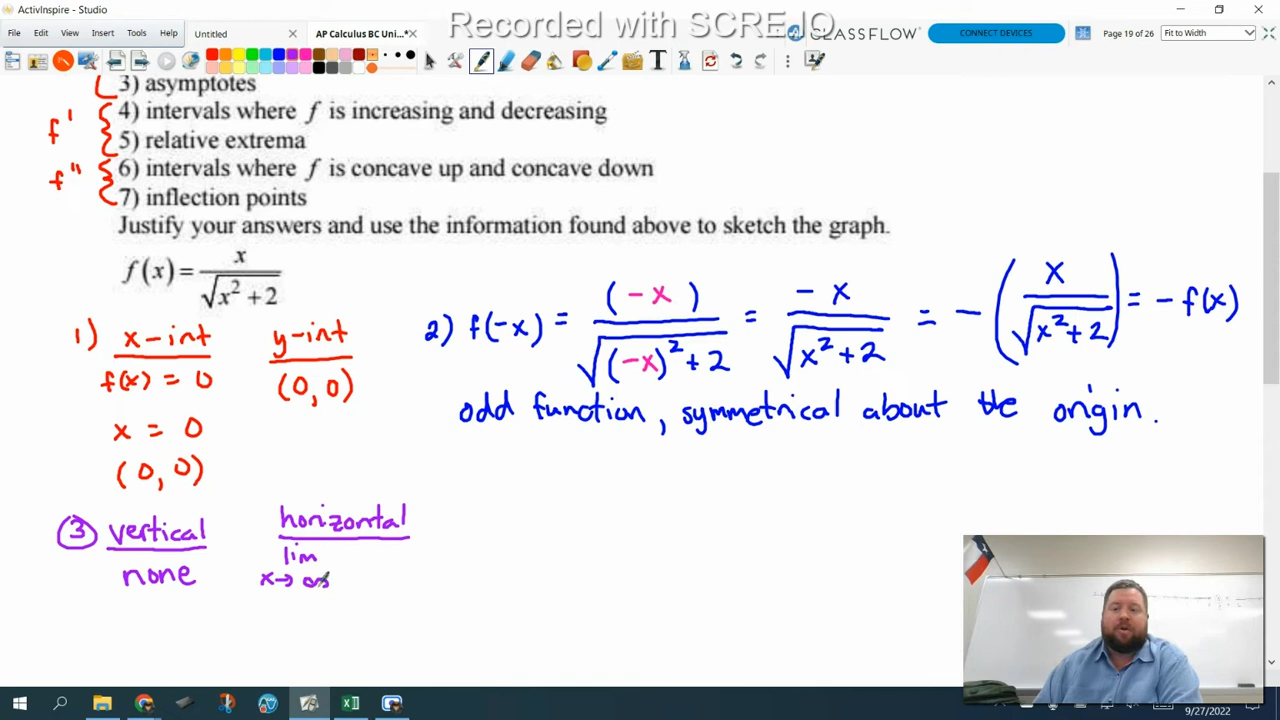 ActivInspire - Studio
Recorded with SCRE.IO
File Edit View Insert Tools Help
Untitled
AP Calculus BC Uni...
CLASSFLOW
CONNECT DEVICES
Page 19 of 26
Fit to Width
3) asymptotes
f' 4) intervals where f is increasing and decreasing
5) relative extrema
f" 6) intervals where f is concave up and concave down
7) inflection points
Justify your answers and use the information found above to sketch the graph.
f(x) = x / √(x² + 2)
1) x-int y-int
f(x) = 0 (0, 0)
x = 0
(0, 0)
2) f(-x) = (-x) / √((-x)² + 2) = -x / √(x² + 2) = -(x / √(x² + 2)) = -f(x)
odd function, symmetrical about the origin.
③ vertical horizontal
none lim
x→ ∞
9/27/2022